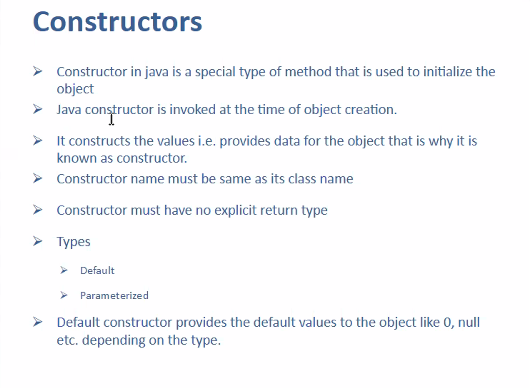 Constructors
Constructor in java is a special type of method that is used to initialize the
object
Java constructor is invoked at the time of object creation.
It constructs the values i.e. provides data for the object that is why it is
known as constructor.
Constructor name must be same as its class name
Constructor must have no explicit return type
Types
Default
Parameterized
Default constructor provides the default values to the object like 0, null
etc. depending on the type.